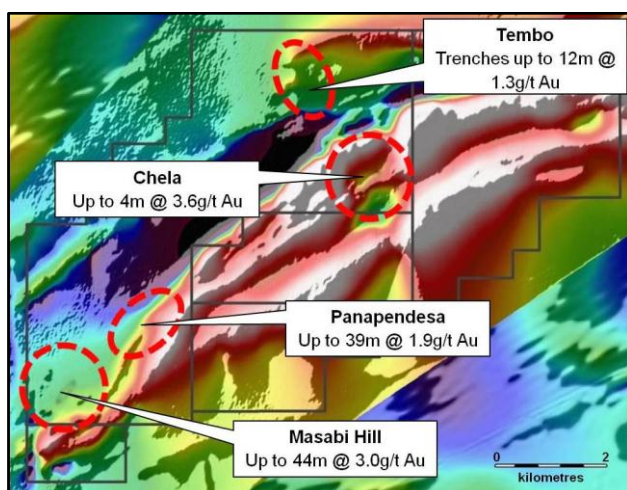 Tembo
Trenches up to 12m @
1.3g/t Au
Chela
Up to 4m @ 3.6g/t Au
Panapendesa
Up to 39m @ 1.9g/t Au
Masabi Hill
Up to 44m @ 3.0g/t Au
0 2
kilometres